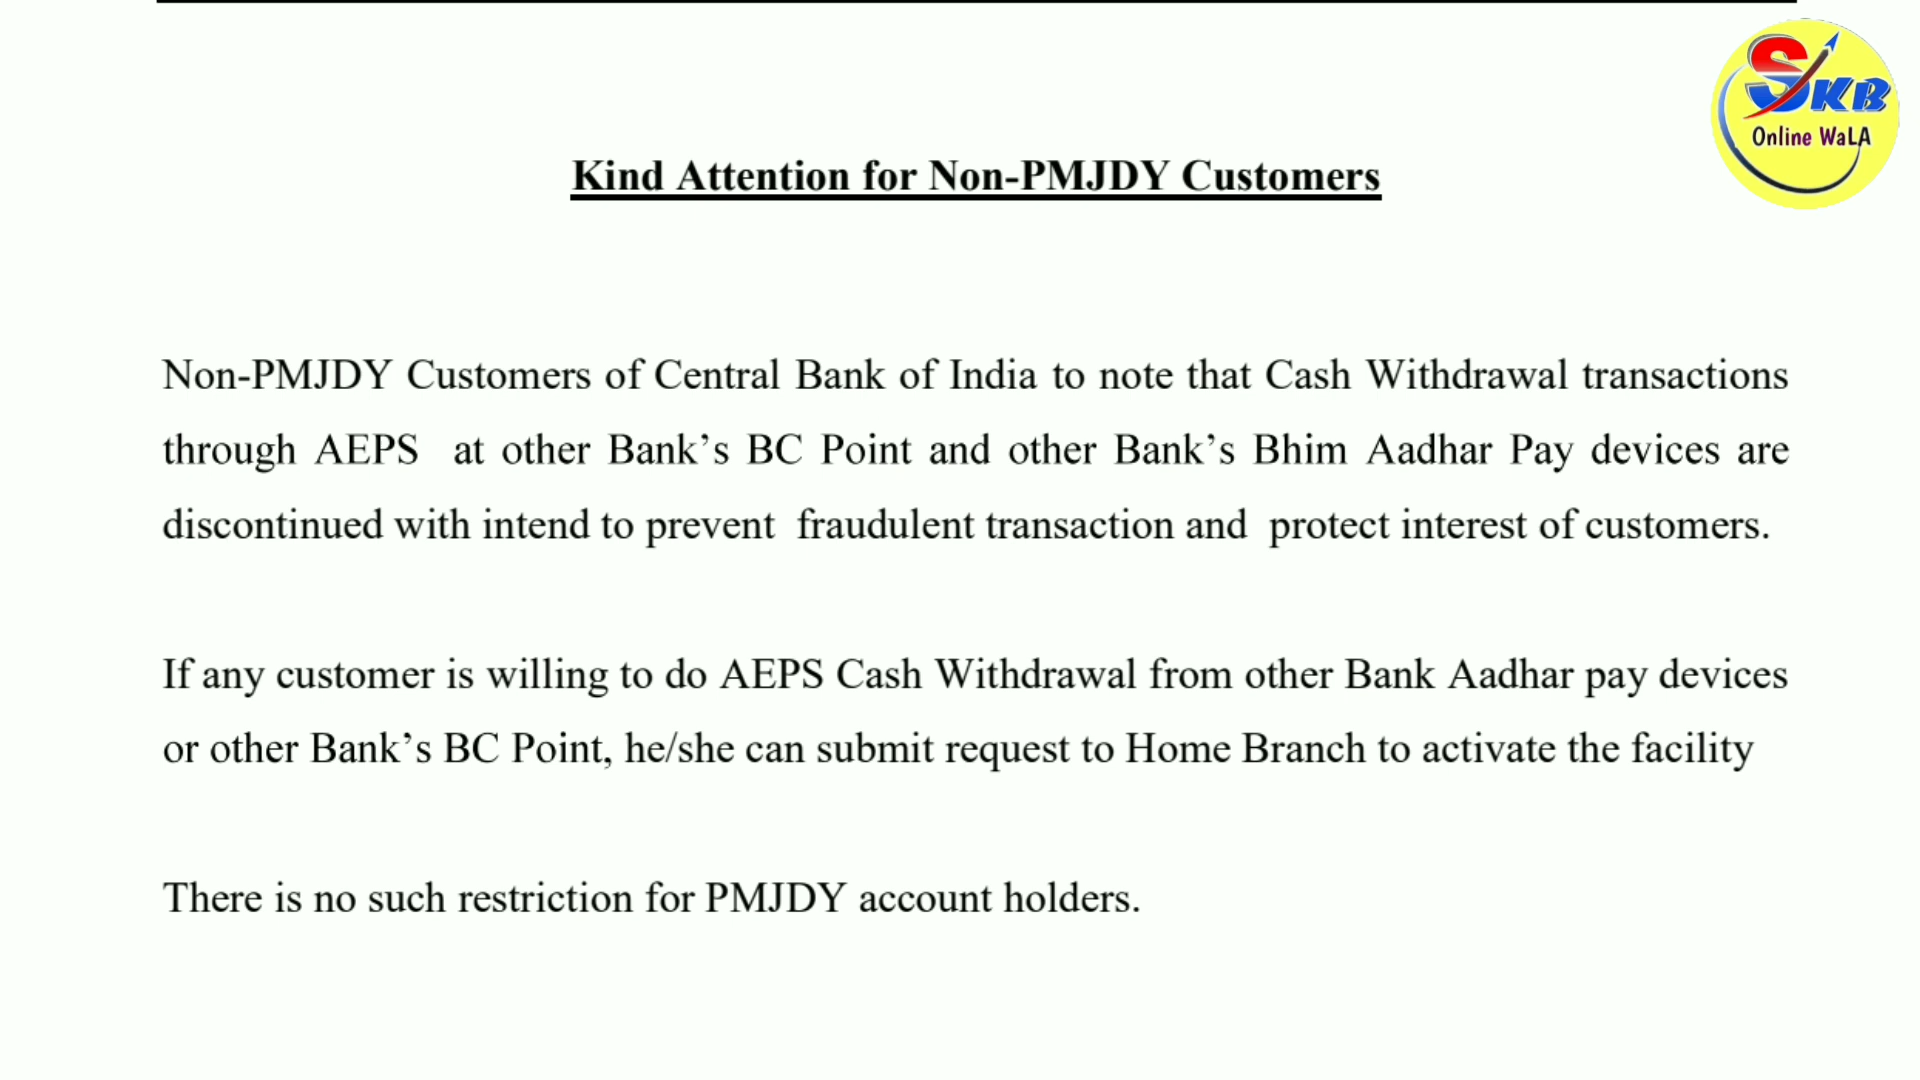 SKB
Online WaLA
Kind Attention for Non-PMJDY Customers
Non-PMJDY Customers of Central Bank of India to note that Cash Withdrawal transactions
through AEPS at other Bank’s BC Point and other Bank’s Bhim Aadhar Pay devices are
discontinued with intend to prevent fraudulent transaction and protect interest of customers.
If any customer is willing to do AEPS Cash Withdrawal from other Bank Aadhar pay devices
or other Bank’s BC Point, he/she can submit request to Home Branch to activate the facility
There is no such restriction for PMJDY account holders.